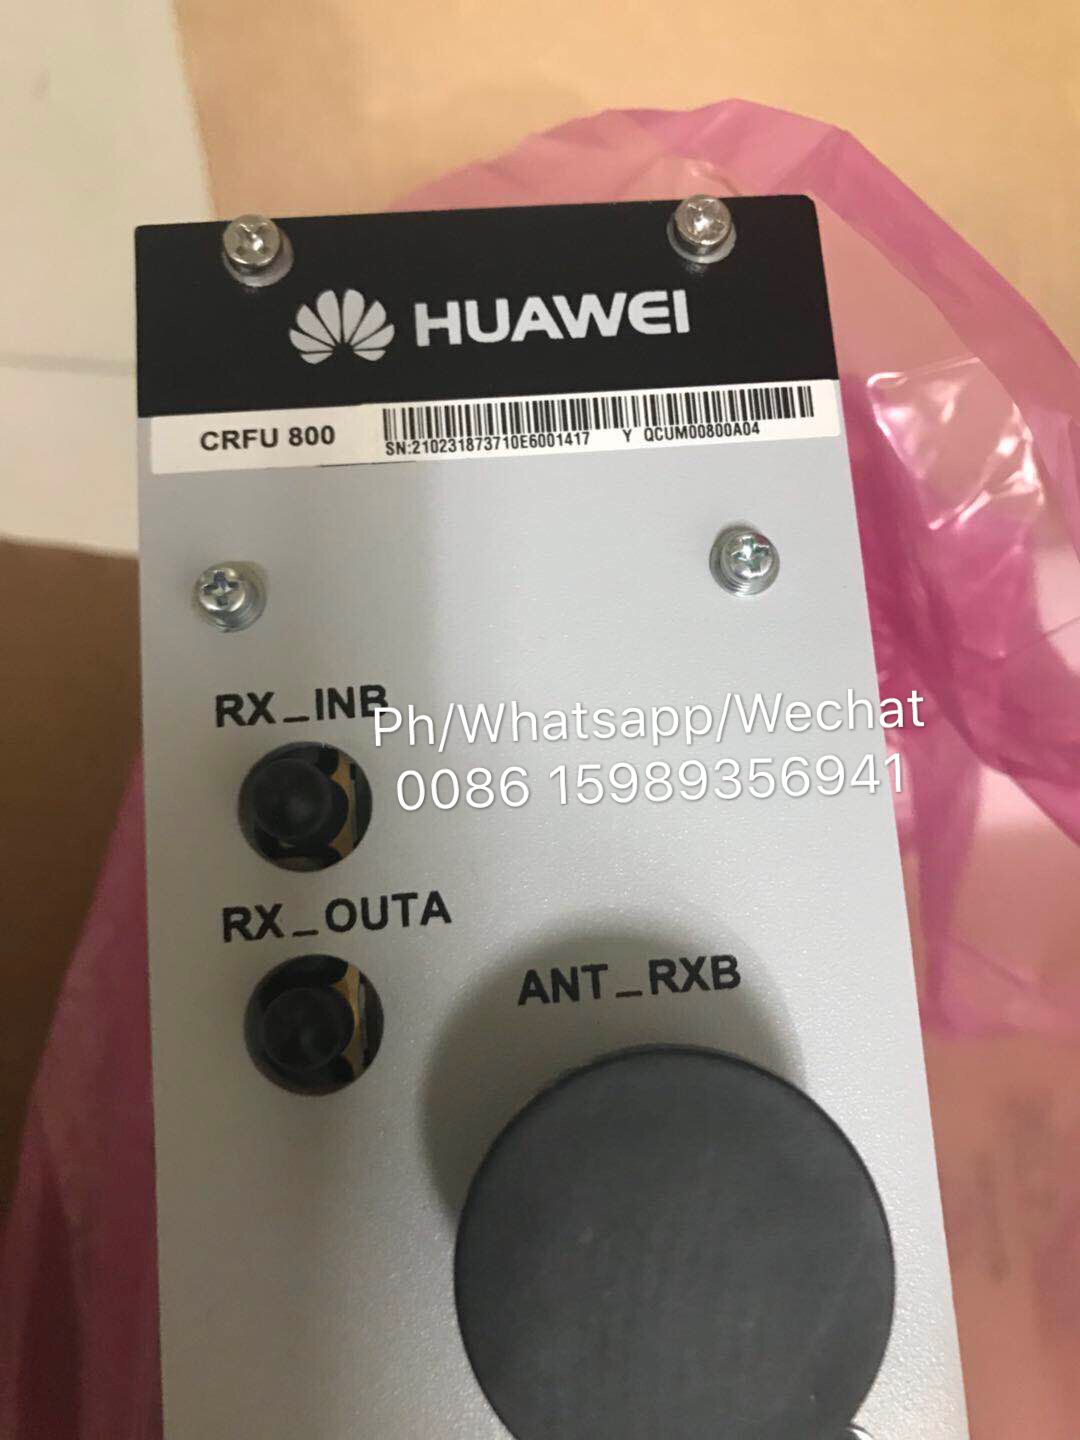 HUAWEI
CRFU 800
SN:210231873710E6001417 Y QCUM00800A04
RX_INB
Ph/Whatsapp/Wechat
0086 15989356941
RX_OUTA
ANT_RXB